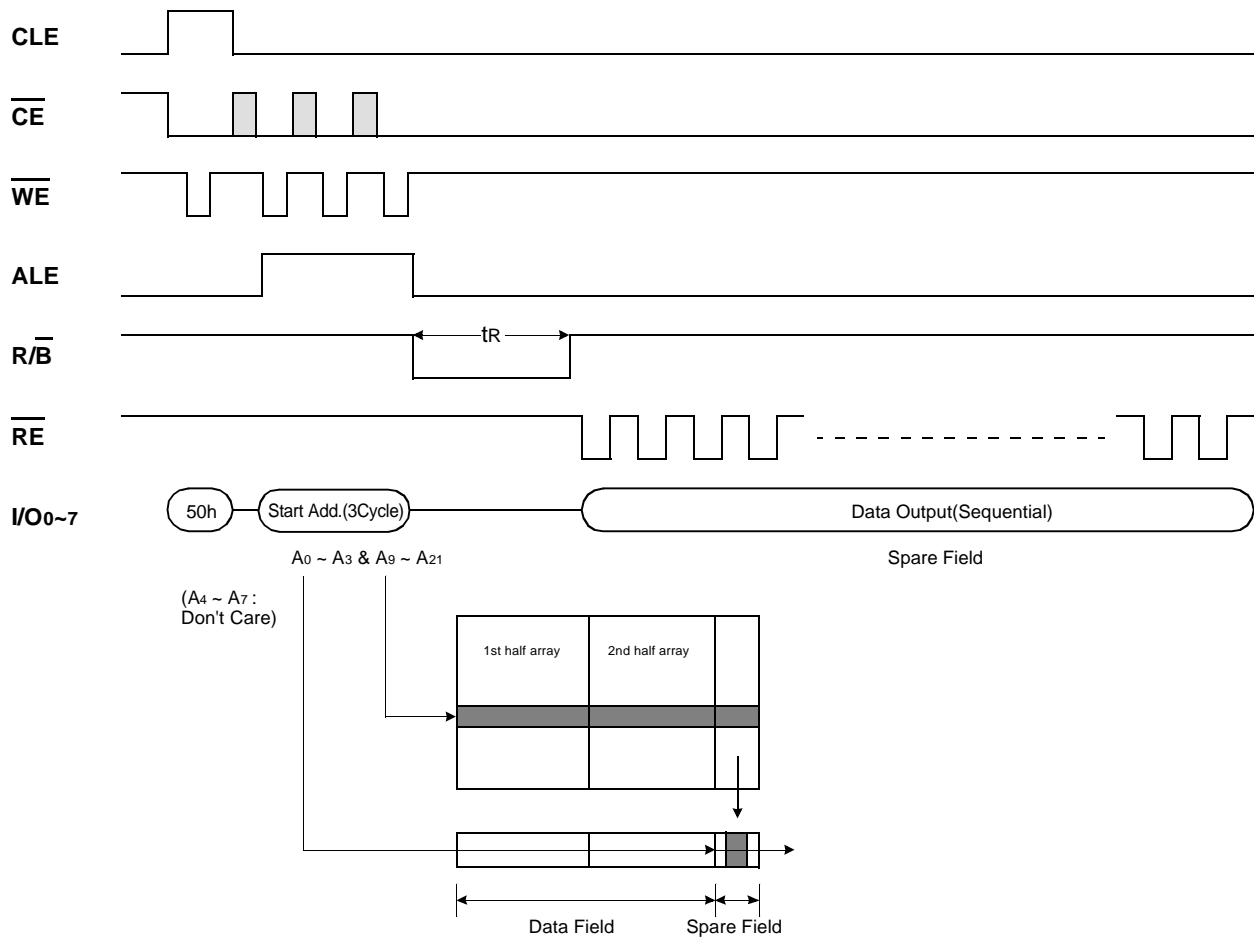 CLE
CE
WE
ALE
R/B
tR
RE
I/O0~7
50h
Start Add.(3Cycle)
Data Output(Sequential)
A0 ~ A3 & A9 ~ A21
Spare Field
(A4 ~ A7 :
Don't Care)
1st half array
2nd half array
Data Field
Spare Field